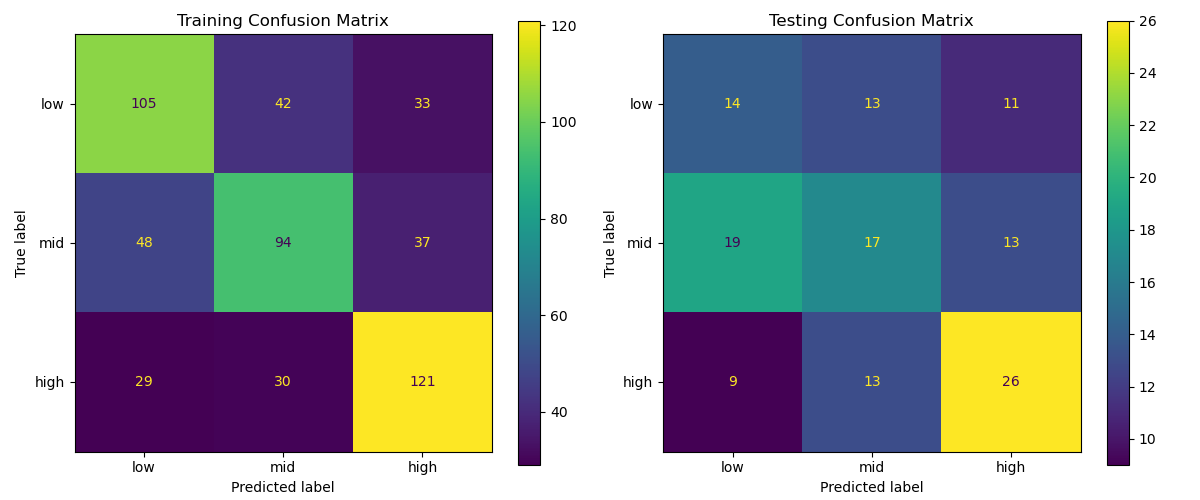 Training Confusion Matrix
low
mid
high
True label
105 42 33
48 94 37
29 30 121
low mid high
Predicted label
120
100
80
60
40
Testing Confusion Matrix
low
mid
high
True label
14 13 11
19 17 13
9 13 26
low mid high
Predicted label
26
24
22
20
18
16
14
12
10